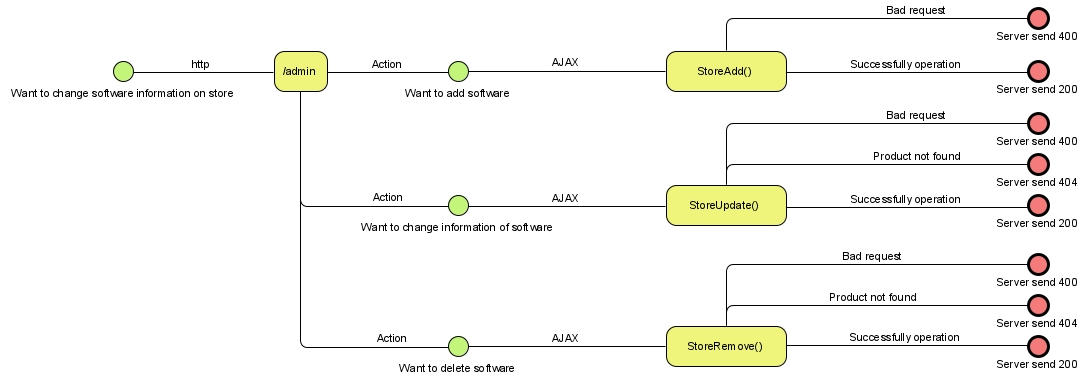 Bad request
Server send 400
http
/admin
Action
AJAX
StoreAdd()
Successfully operation
Want to change software information on store
Want to add software
Server send 200
Bad request
Server send 400
Product not found
Server send 404
Action
AJAX
StoreUpdate()
Successfully operation
Want to change information of software
Server send 200
Bad request
Server send 400
Product not found
Server send 404
Action
AJAX
StoreRemove()
Successfully operation
Want to delete software
Server send 200